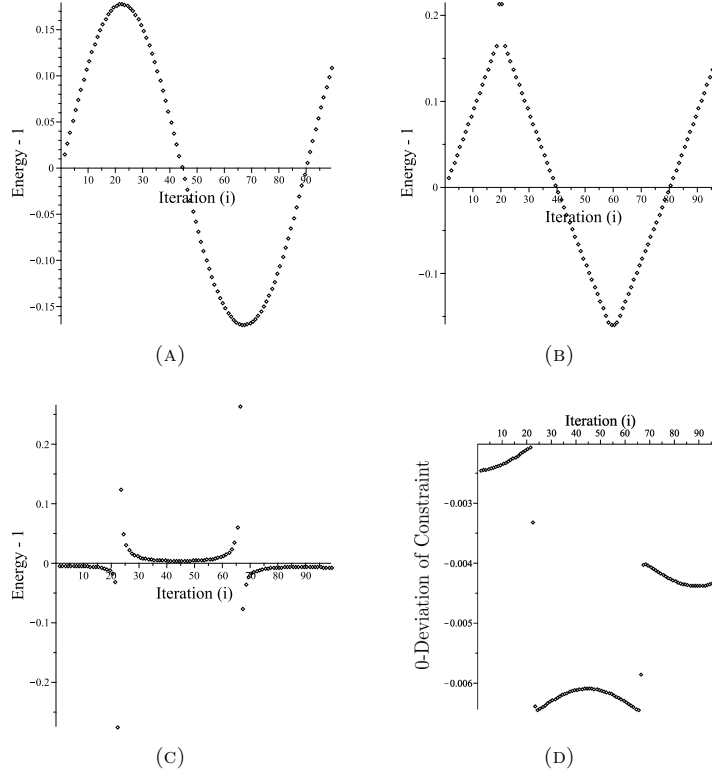 0.15
0.10
0.05
0
−0.05
−0.10
−0.15
10 20 30 40 50 60 70 80 90
Iteration (i)
Energy - 1
(A)
0.2
0.1
0
−0.1
10 20 30 40 50 60 70 80 90
Iteration (i)
Energy - 1
(B)
0.2
0.1
0
−0.1
−0.2
10 20 30 40 50 60 70 80 90
Iteration (i)
Energy - 1
(C)
Iteration (i)
10 20 30 40 50 60 70 80 90
−0.003
−0.004
−0.005
−0.006
0-Deviation of Constraint
(D)